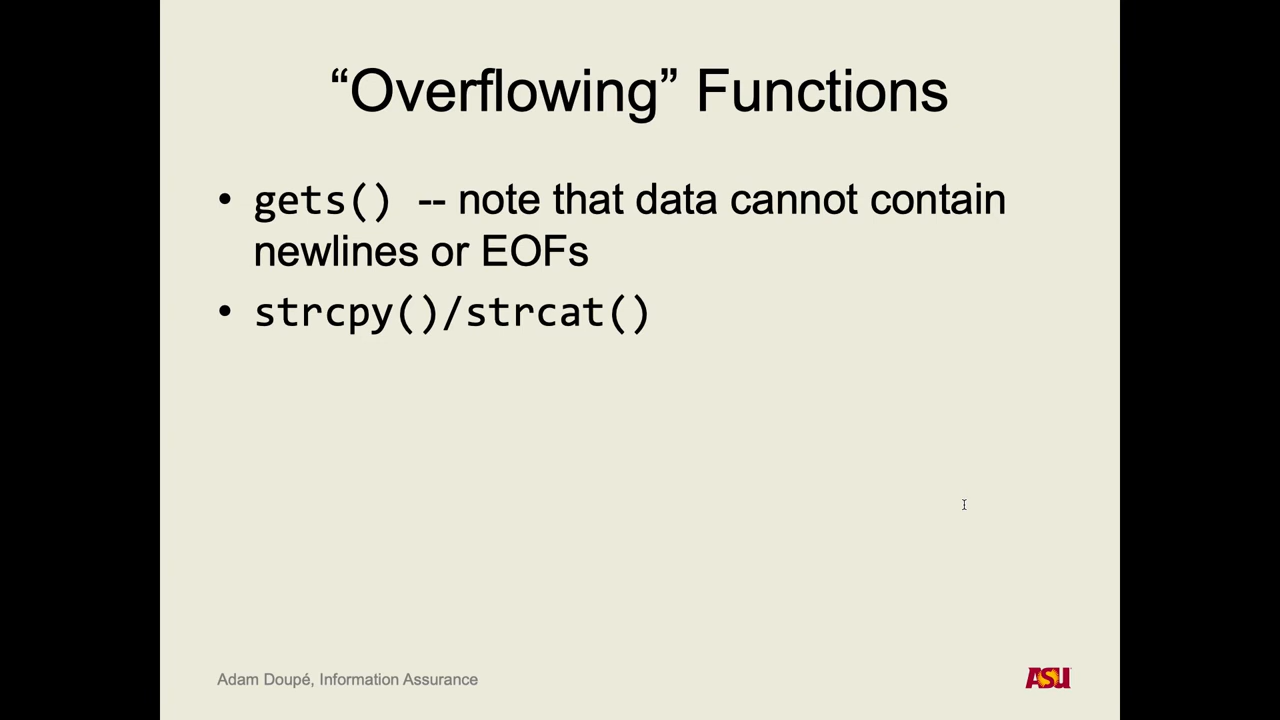 “Overflowing” Functions
• gets() -- note that data cannot contain
newlines or EOFs
• strcpy()/strcat()
Adam Doupé, Information Assurance
ASU